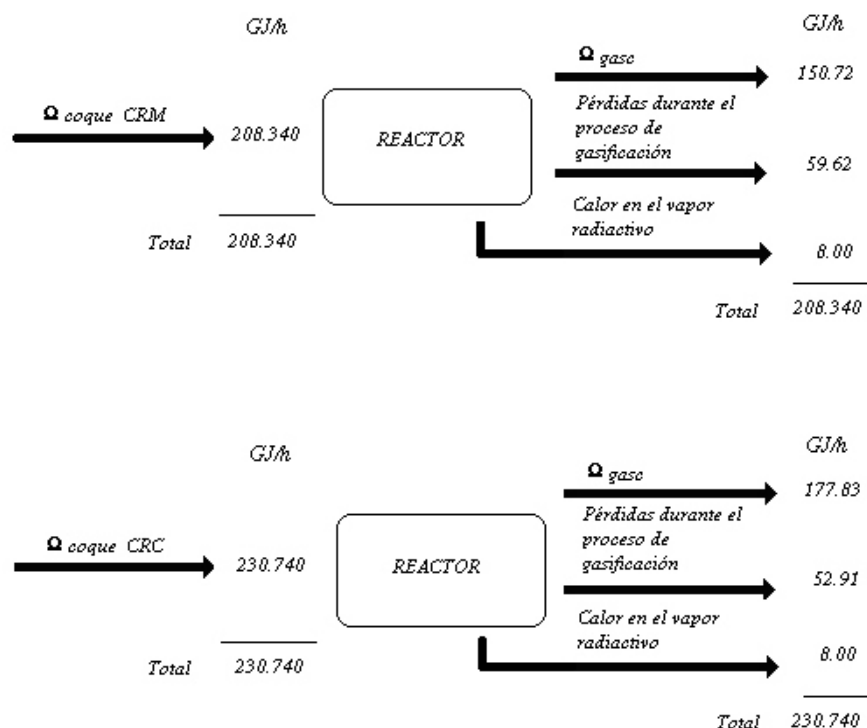 GJ/h
GJ/h
Ω gasc
150.72
Ω coque CRM
208.340
REACTOR
Pérdidas durante el
proceso de
gasificación
59.62
Calor en el vapor
radiactivo
Total 208.340
8.00
Total 208.340
GJ/h
GJ/h
Ω gasc
177.83
Ω coque CRC
230.740
REACTOR
Pérdidas durante el
proceso de
gasificación
52.91
Calor en el vapor
radiactivo
Total 230.740
8.00
Total 230.740